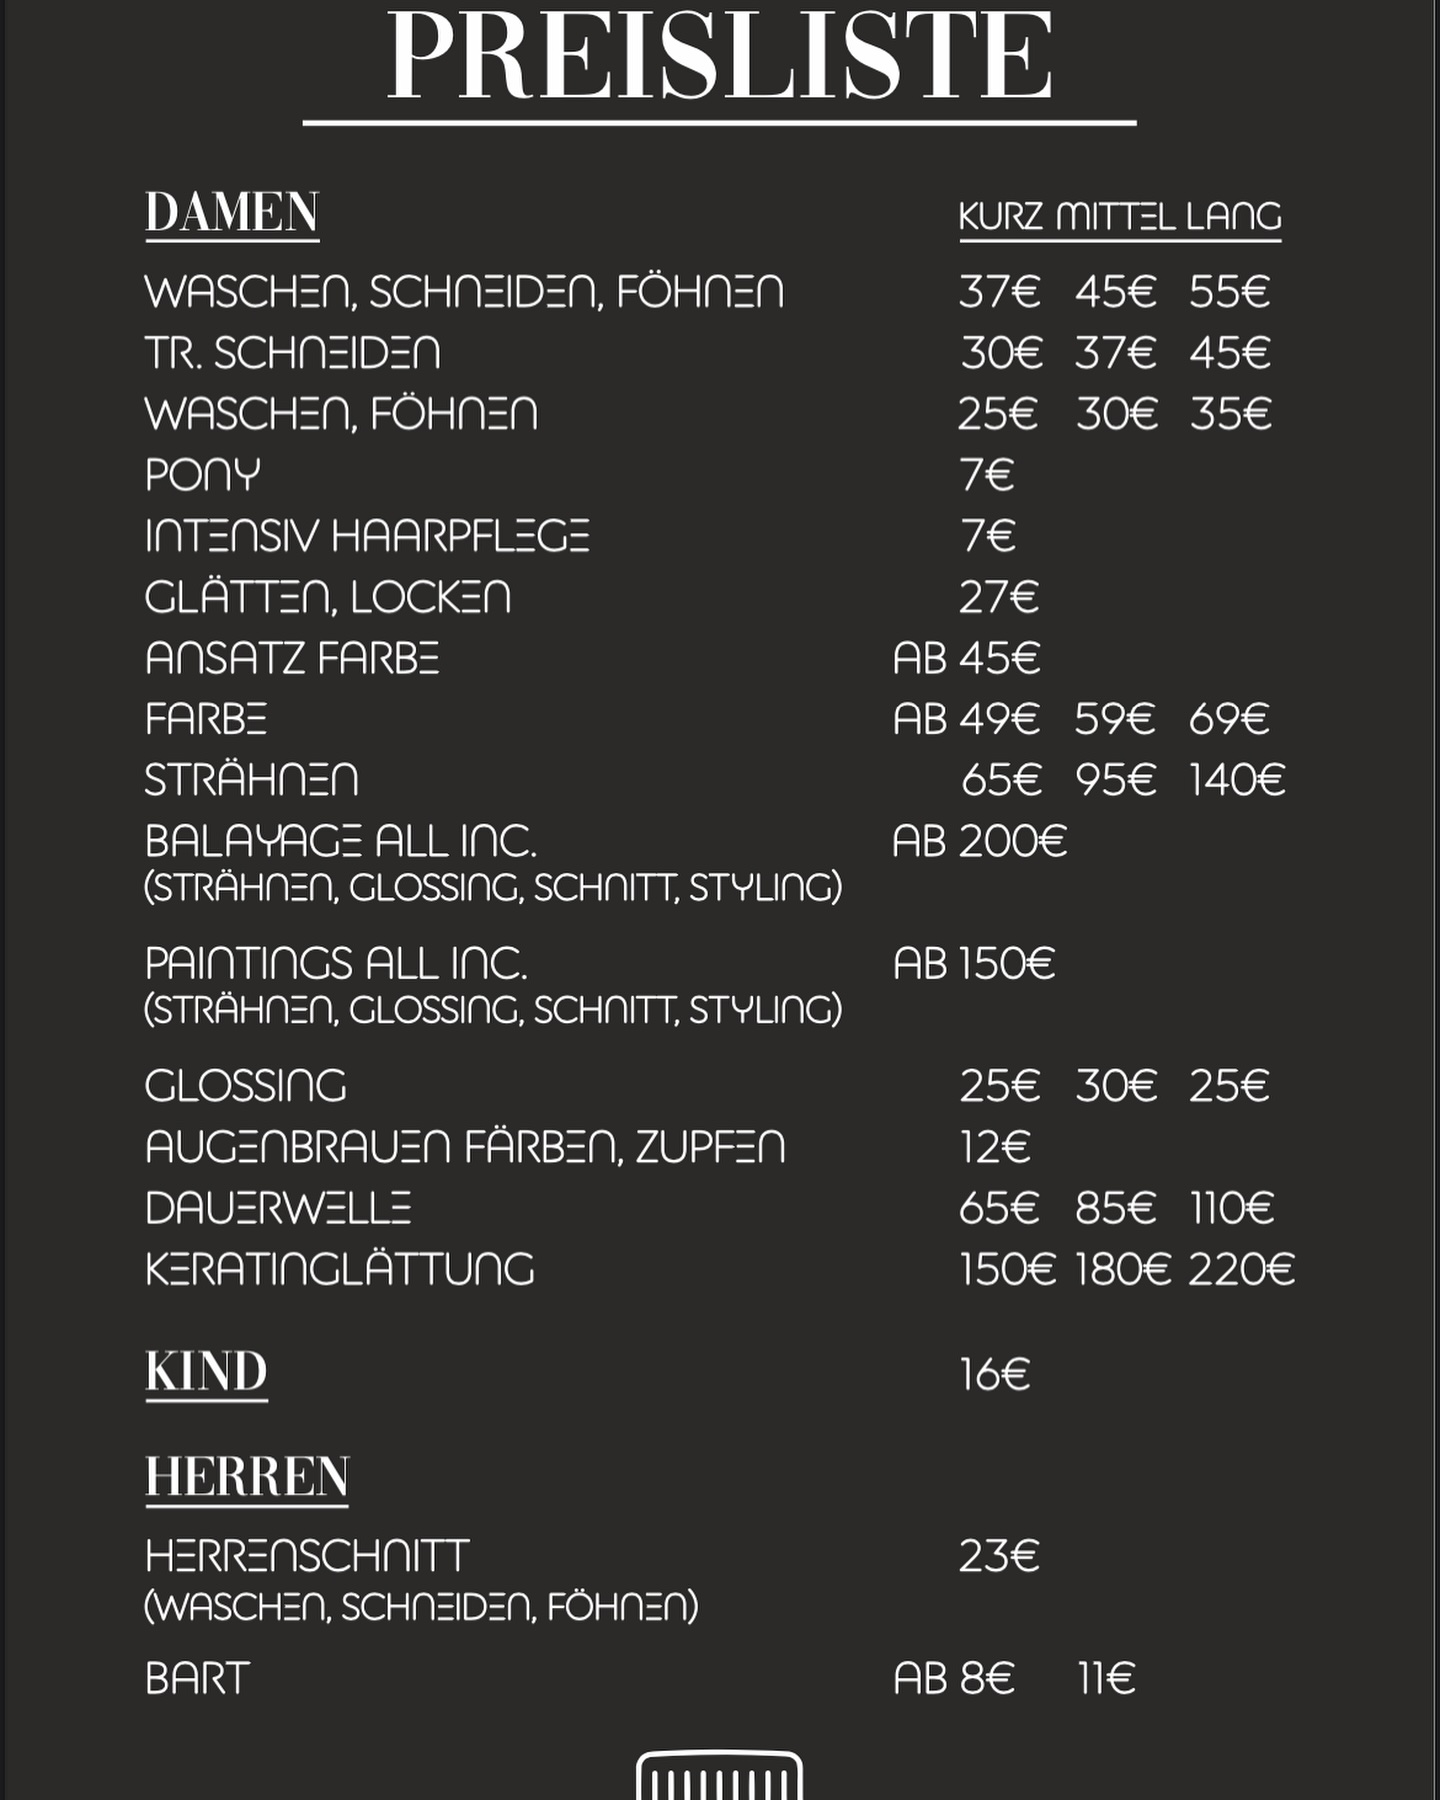 PREISLISTE
DAMEN KURZ MITTEL LANG
WASCHEN, SCHNEIDEN, FÖHNEN 37€ 45€ 55€
TR. SCHNEIDEN 30€ 37€ 45€
WASCHEN, FÖHNEN 25€ 30€ 35€
PONY 7€
INTENSIV HAARPFLEGE 7€
GLÄTTEN, LOCKEN 27€
ANSATZ FARBE AB 45€
FARBE AB 49€ 59€ 69€
STRÄHNEN 65€ 95€ 140€
BALAYAGE ALL INC. AB 200€
(STRÄHNEN, GLOSSING, SCHNITT, STYLING)
PAINTINGS ALL INC. AB 150€
(STRÄHNEN, GLOSSING, SCHNITT, STYLING)
GLOSSING 25€ 30€ 25€
AUGENBRAUEN FÄRBEN, ZUPFEN 12€
DAUERWELLE 65€ 85€ 110€
KERATINGLÄTTUNG 150€ 180€ 220€
KIND 16€
HERREN
HERRENSCHNITT 23€
(WASCHEN, SCHNEIDEN, FÖHNEN)
BART AB 8€ 11€